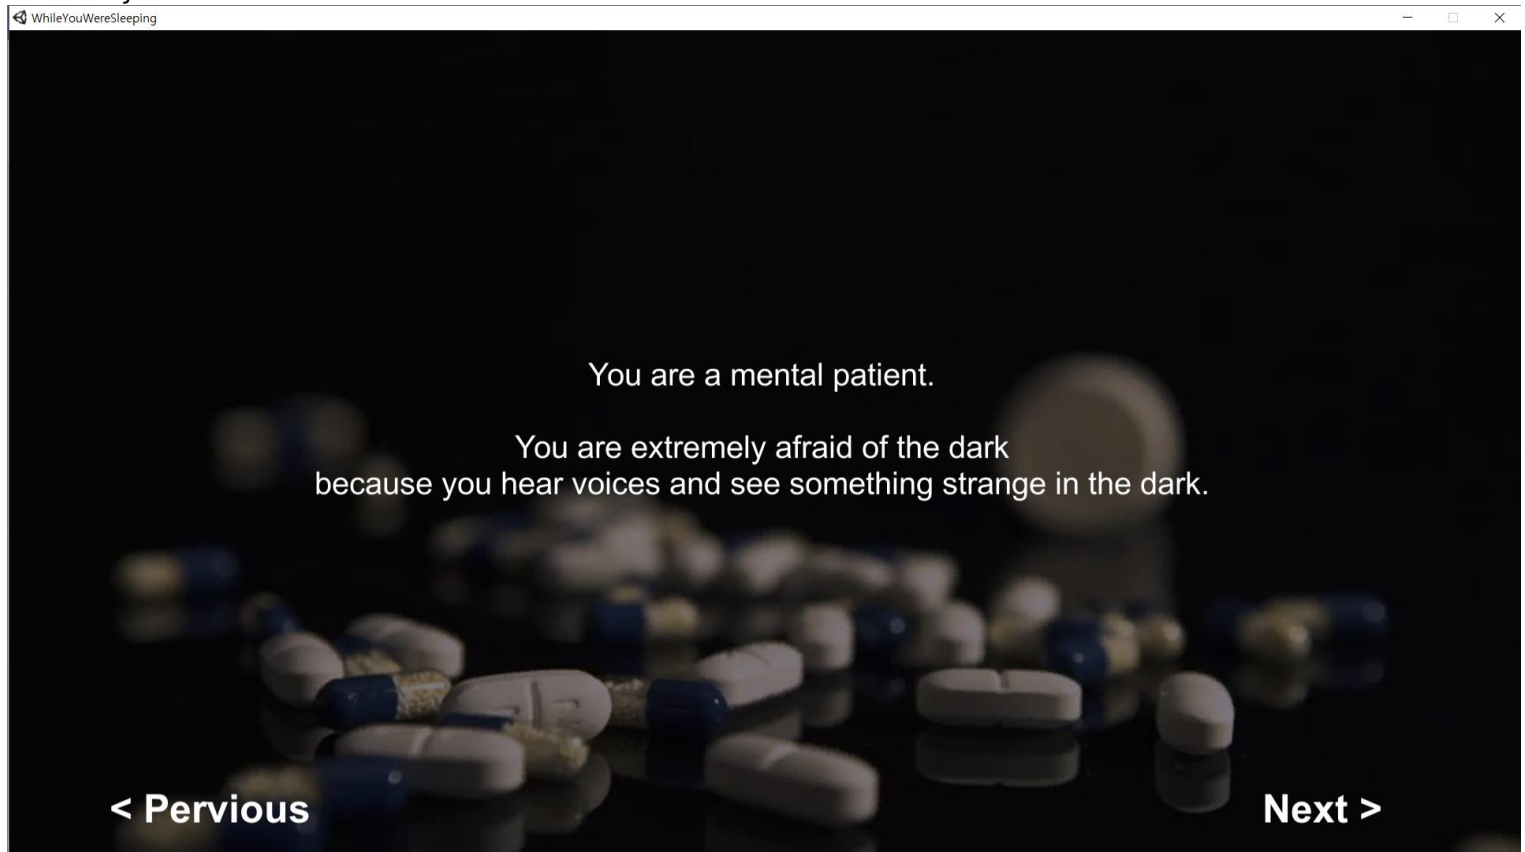 WhileYouWereSleeping
You are a mental patient.
You are extremely afraid of the dark
because you hear voices and see something strange in the dark.
< Pervious
Next >